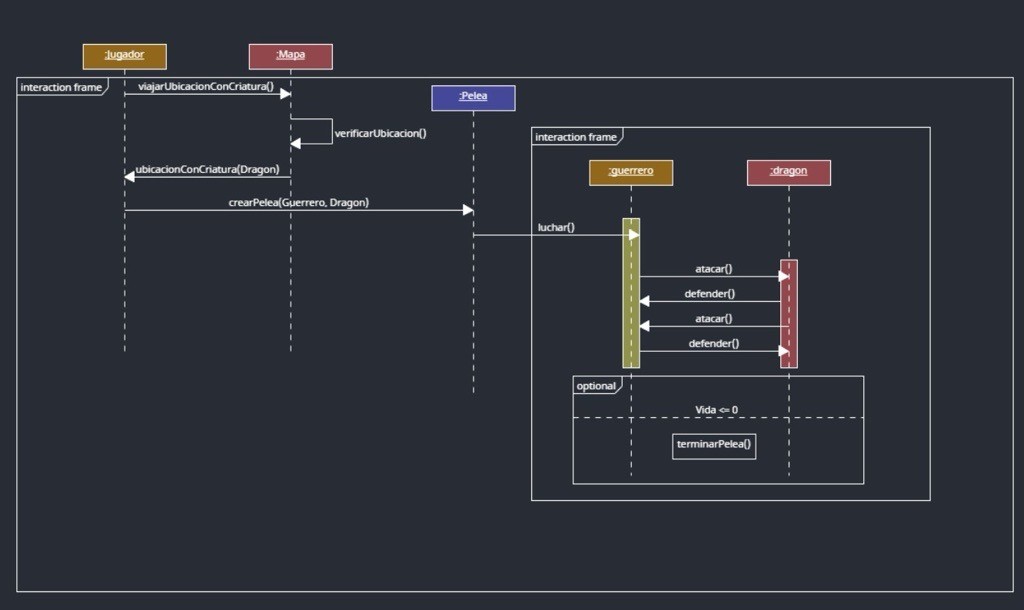 :Jugador
:Mapa
interaction frame
viajarUbicacionConCriatura()
:Pelea
verificarUbicacion()
interaction frame
ubicacionConCriatura(Dragon)
:guerrero
:dragon
crearPelea(Guerrero, Dragon)
luchar()
atacar()
defender()
atacar()
defender()
optional
Vida <= 0
terminarPelea()